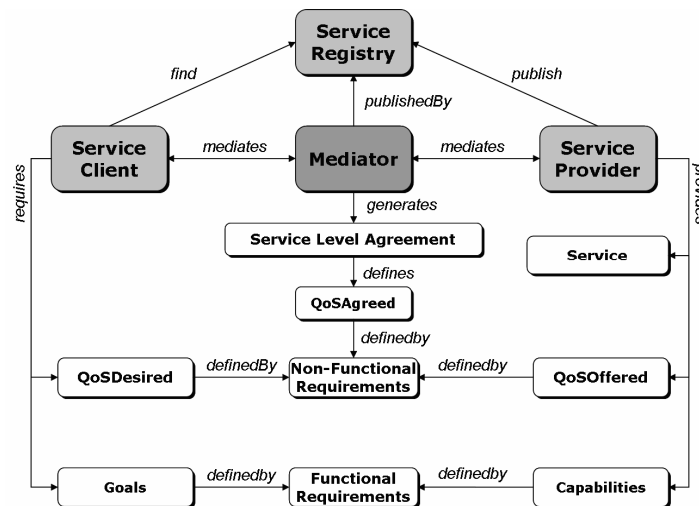 Service
Registry
find
publish
publishedBy
Service
Client
mediates
Mediator
mediates
Service
Provider
requires
provides
generates
Service Level Agreement
Service
defines
QoSAgreed
definedby
QoSDesired
definedBy
Non-Functional
Requirements
definedby
QoSOffered
Goals
definedby
Functional
Requirements
definedby
Capabilities